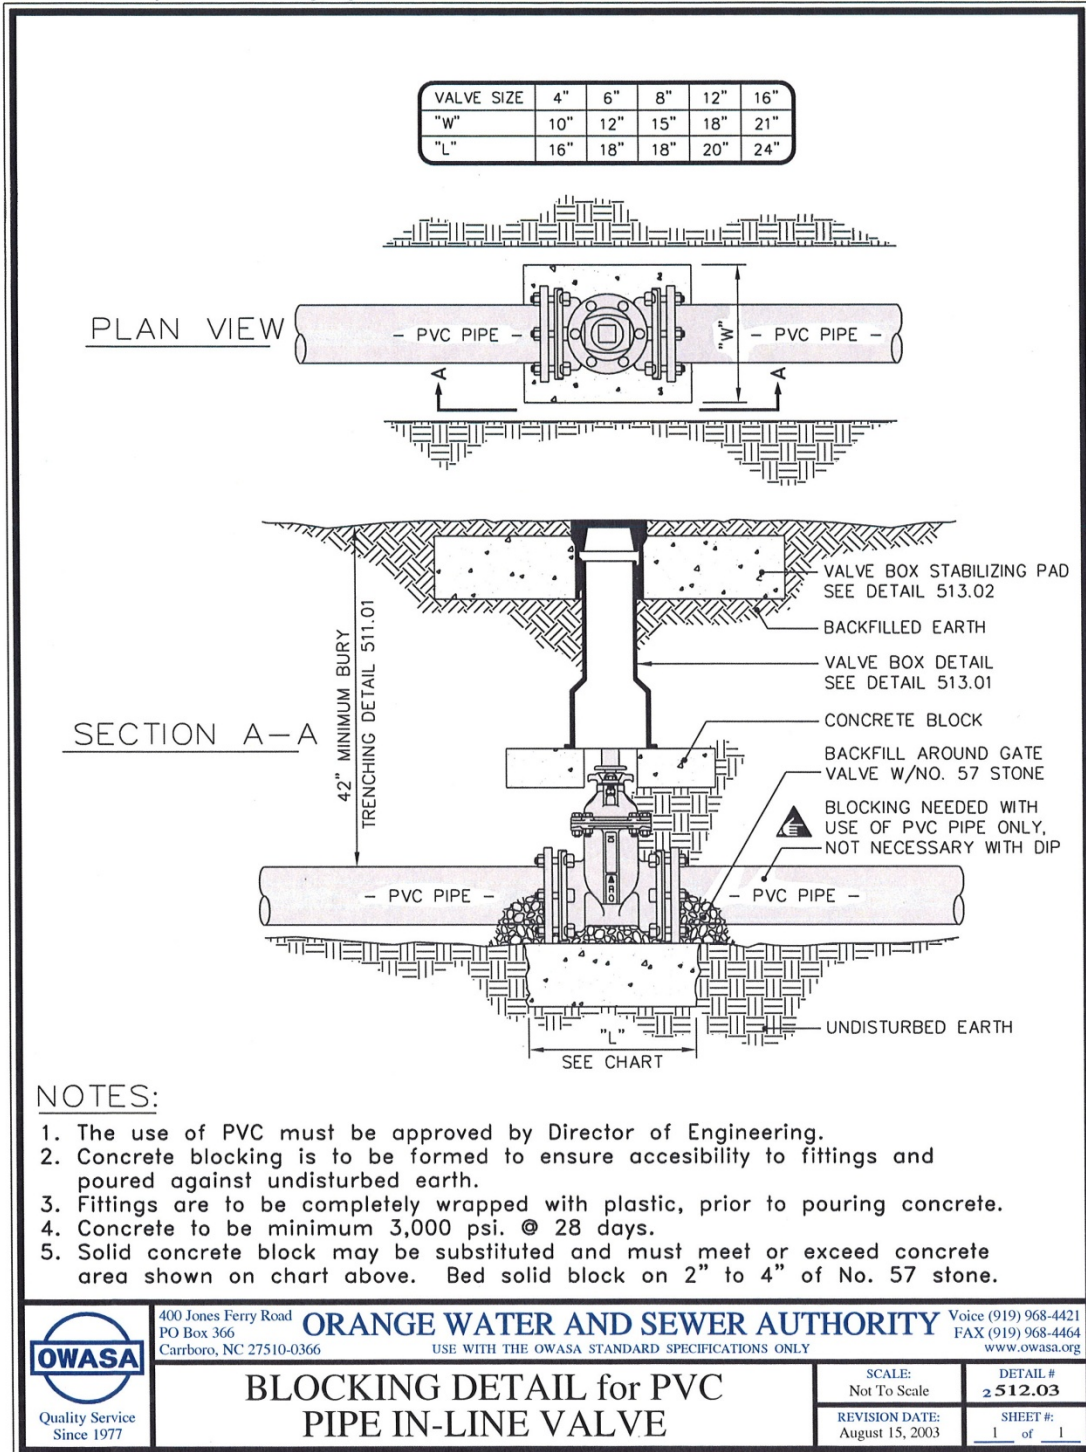 VALVE SIZE 4" 6" 8" 12" 16"
"W" 10" 12" 15" 18" 21"
"L" 16" 18" 18" 20" 24"
PLAN VIEW
- PVC PIPE -
"W"
- PVC PIPE -
A
A
VALVE BOX STABILIZING PAD
SEE DETAIL 513.02
BACKFILLED EARTH
VALVE BOX DETAIL
SEE DETAIL 513.01
CONCRETE BLOCK
BACKFILL AROUND GATE
VALVE W/NO. 57 STONE
BLOCKING NEEDED WITH
USE OF PVC PIPE ONLY,
NOT NECESSARY WITH DIP
SECTION A-A
42" MINIMUM BURY
TRENCHING DETAIL 511.01
- PVC PIPE -
- PVC PIPE -
UNDISTURBED EARTH
"L"
SEE CHART
NOTES:
1. The use of PVC must be approved by Director of Engineering.
2. Concrete blocking is to be formed to ensure accesibility to fittings and
poured against undisturbed earth.
3. Fittings are to be completely wrapped with plastic, prior to pouring concrete.
4. Concrete to be minimum 3,000 psi. @ 28 days.
5. Solid concrete block may be substituted and must meet or exceed concrete
area shown on chart above. Bed solid block on 2" to 4" of No. 57 stone.
OWASA
Quality Service
Since 1977
400 Jones Ferry Road
PO Box 366
Carrboro, NC 27510-0366
ORANGE WATER AND SEWER AUTHORITY
USE WITH THE OWASA STANDARD SPECIFICATIONS ONLY
Voice (919) 968-4421
FAX (919) 968-4464
www.owasa.org
BLOCKING DETAIL for PVC
PIPE IN-LINE VALVE
SCALE:
Not To Scale
DETAIL #
2 512.03
REVISION DATE:
August 15, 2003
SHEET #:
1 of 1